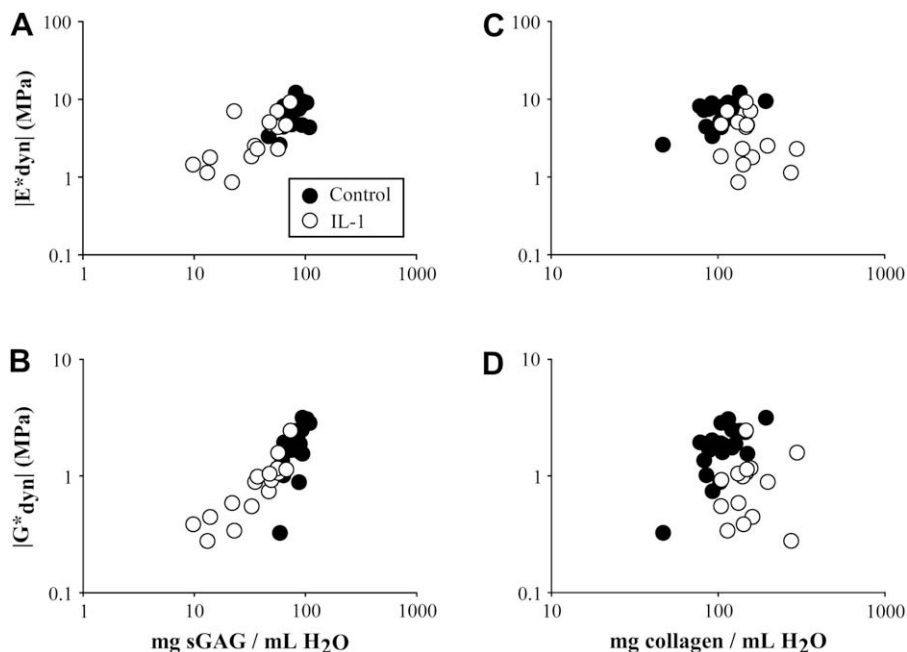 A
100
10
1
0.1
|E*dyn| (MPa)
1 10 100 1000
Control
IL-1
C
100
10
1
0.1
10 100 1000
B
10
1
0.1
|G*dyn| (MPa)
1 10 100 1000
mg sGAG / mL H2O
D
10
1
0.1
10 100 1000
mg collagen / mL H2O